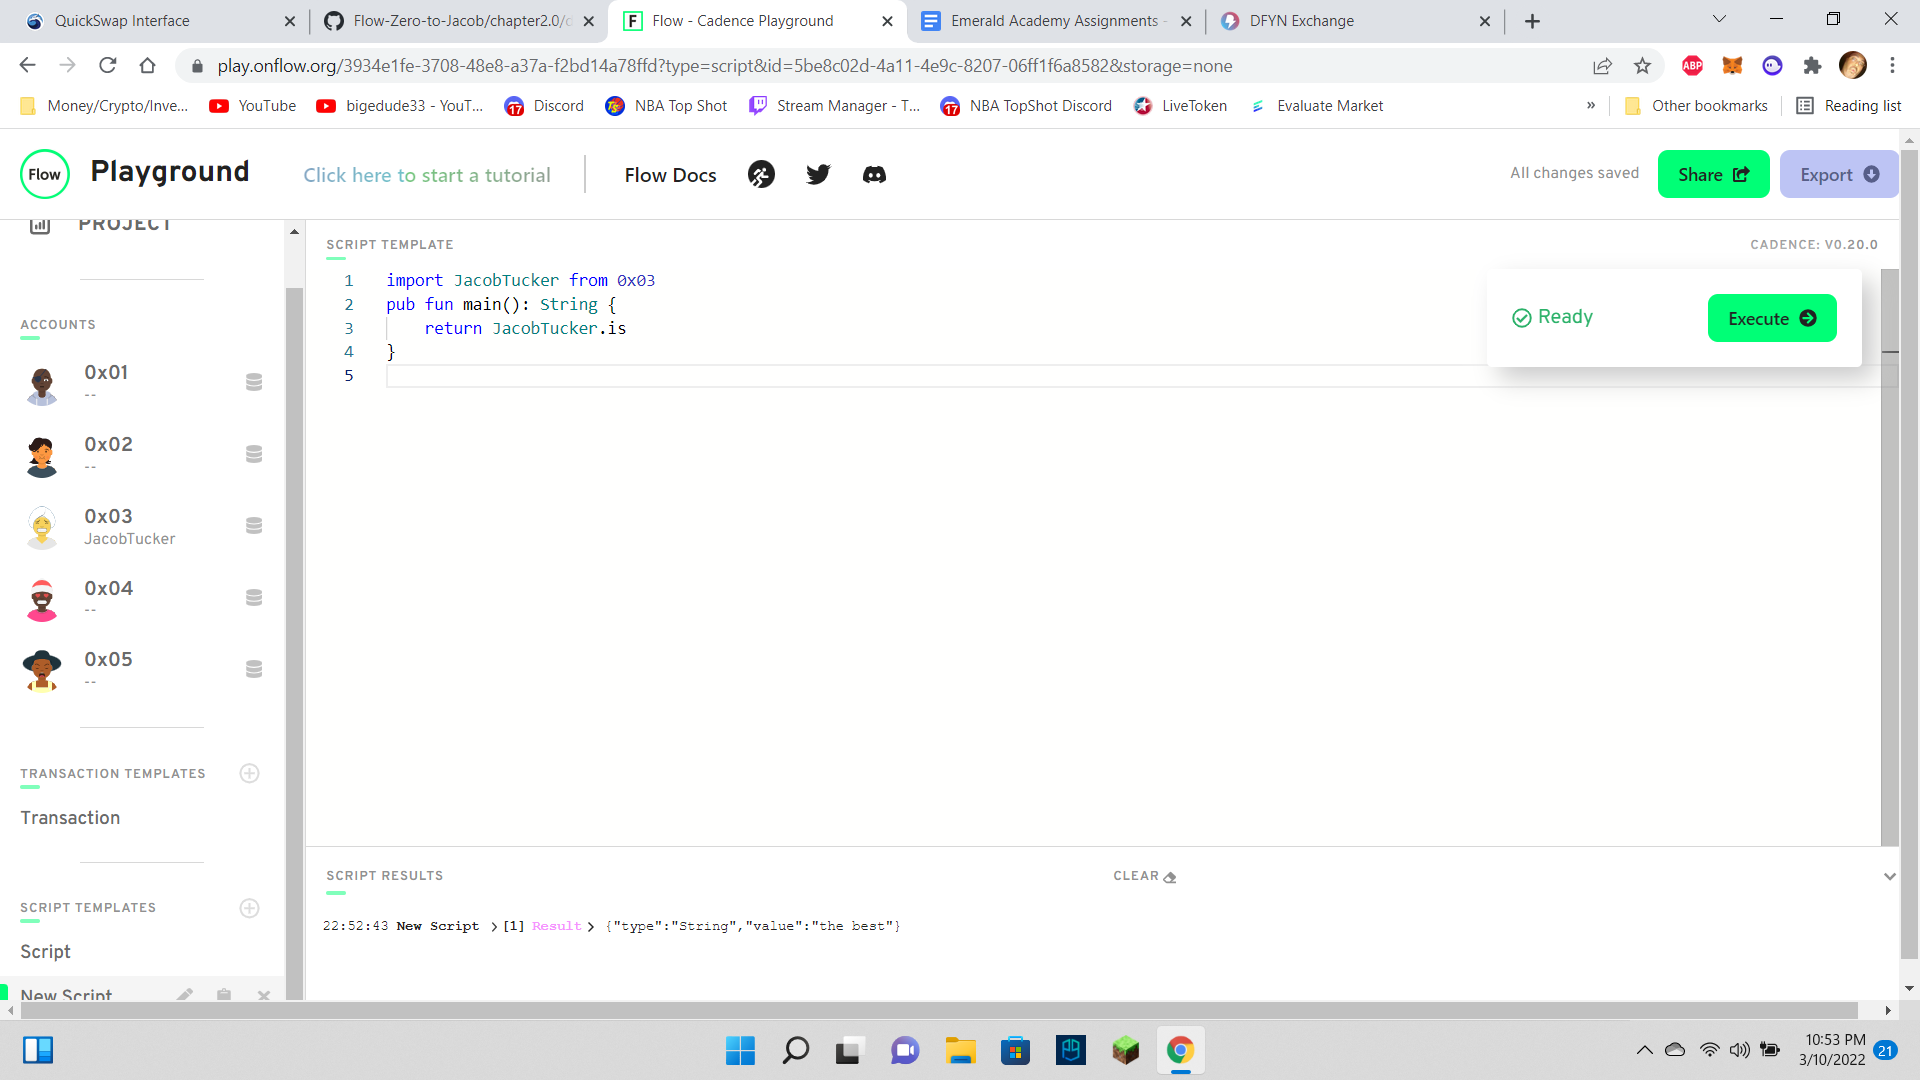 QuickSwap Interface
Flow-Zero-to-Jacob/chapter2.0/
Flow - Cadence Playground
Emerald Academy Assignments -
DFYN Exchange
play.onflow.org/3934e1fe-3708-48e8-a37a-f2bd14a78ffd?type=script&id=5be8c02d-4a11-4e9c-8207-06ff1f6a8582&storage=none
ABP
Money/Crypto/Inve...
YouTube
bigedude33 - YouT...
17
Discord
NBA Top Shot
Stream Manager - T...
17
NBA TopShot Discord
LiveToken
Evaluate Market
»
Other bookmarks
Reading list
Flow
Playground
Click here to start a tutorial
Flow Docs
All changes saved
Share
Export
PROJECT
ACCOUNTS
0x01
--
0x02
--
0x03
JacobTucker
0x04
--
0x05
--
TRANSACTION TEMPLATES
Transaction
SCRIPT TEMPLATES
Script
New Script
SCRIPT TEMPLATE
CADENCE: V0.20.0
1 import JacobTucker from 0x03
2 pub fun main(): String {
3 return JacobTucker.is
4 }
5
Ready
Execute
SCRIPT RESULTS
CLEAR
22:52:43 New Script >[1] Result > {"type":"String","value":"the best"}
10:53 PM
3/10/2022
21